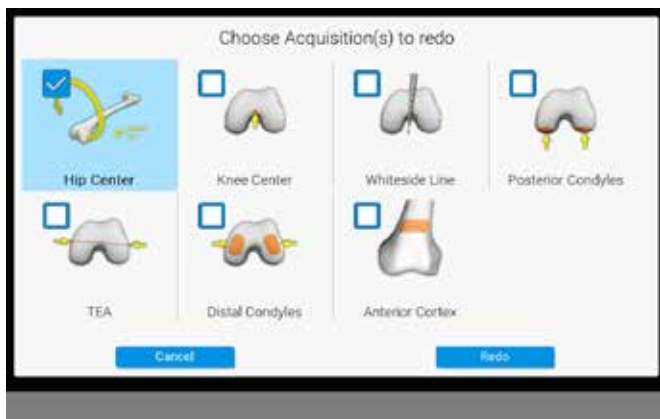 Choose Acquisition(s) to redo
Hip Center
Knee Center
Whiteside Line
Posterior Condyles
TEA
Distal Condyles
Anterior Cortex
Cancel
Redo